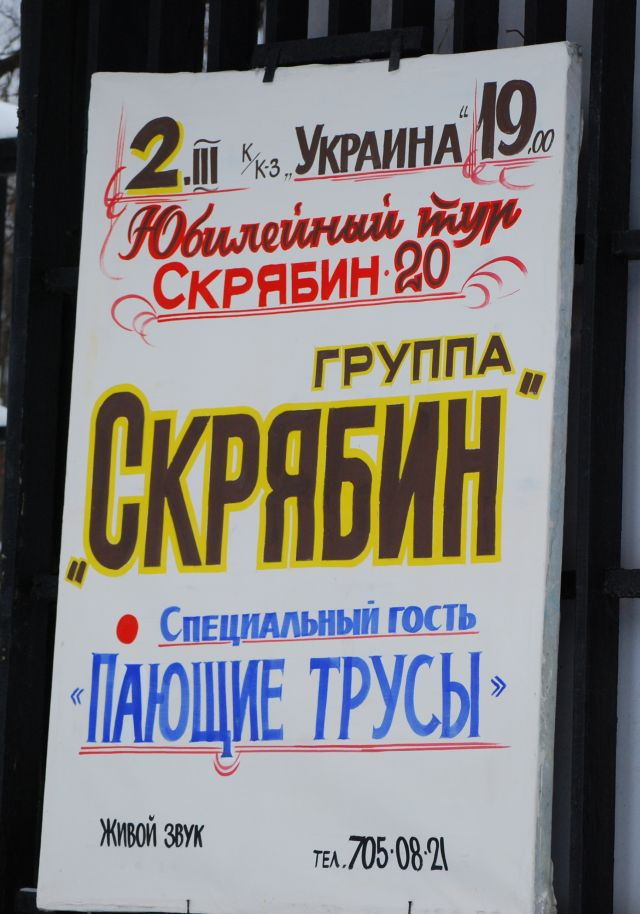 2.III К/К-З „УКРАИНА“ 19.00
Юбилейный тур
СКРЯБИН·20
ГРУППА
„СКРЯБИН"
• СПЕЦИАЛЬНЫЙ ГОСТЬ
«ПАЮЩИЕ ТРУСЫ»
ЖИВОЙ ЗВУК
ТЕЛ. 705·08·21